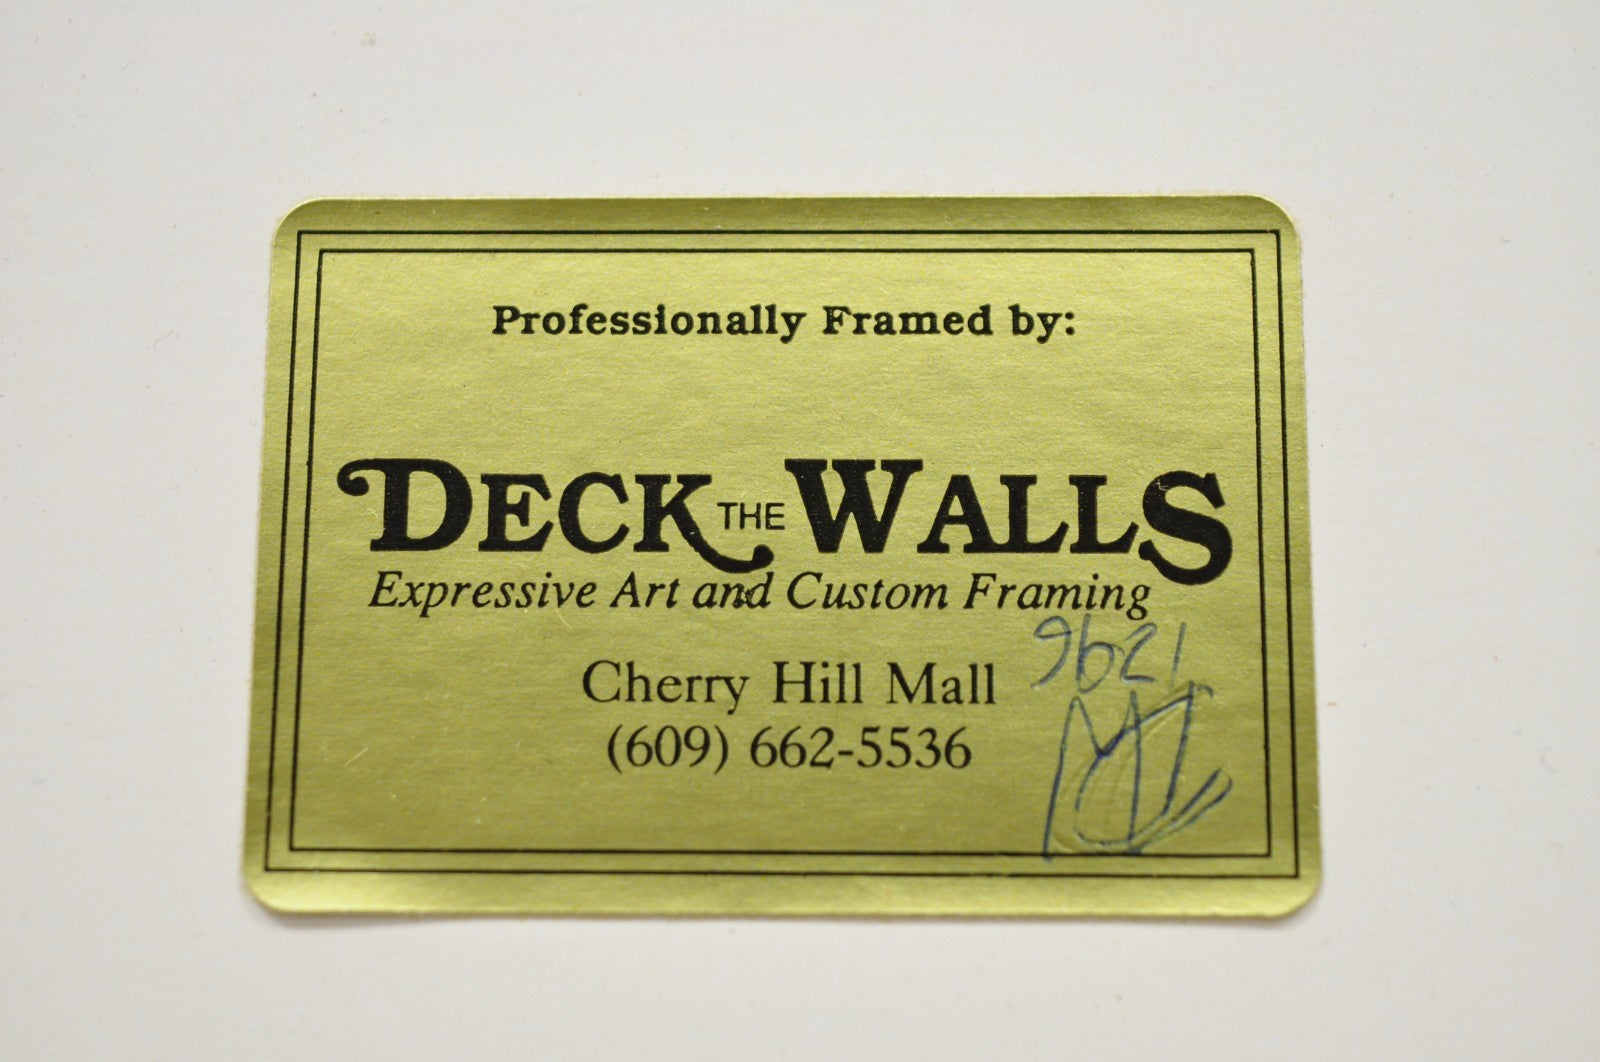 Professionally Framed by:
DECK THE WALLS
Expressive Art and Custom Framing
9621
Cherry Hill Mall
(609) 662-5536